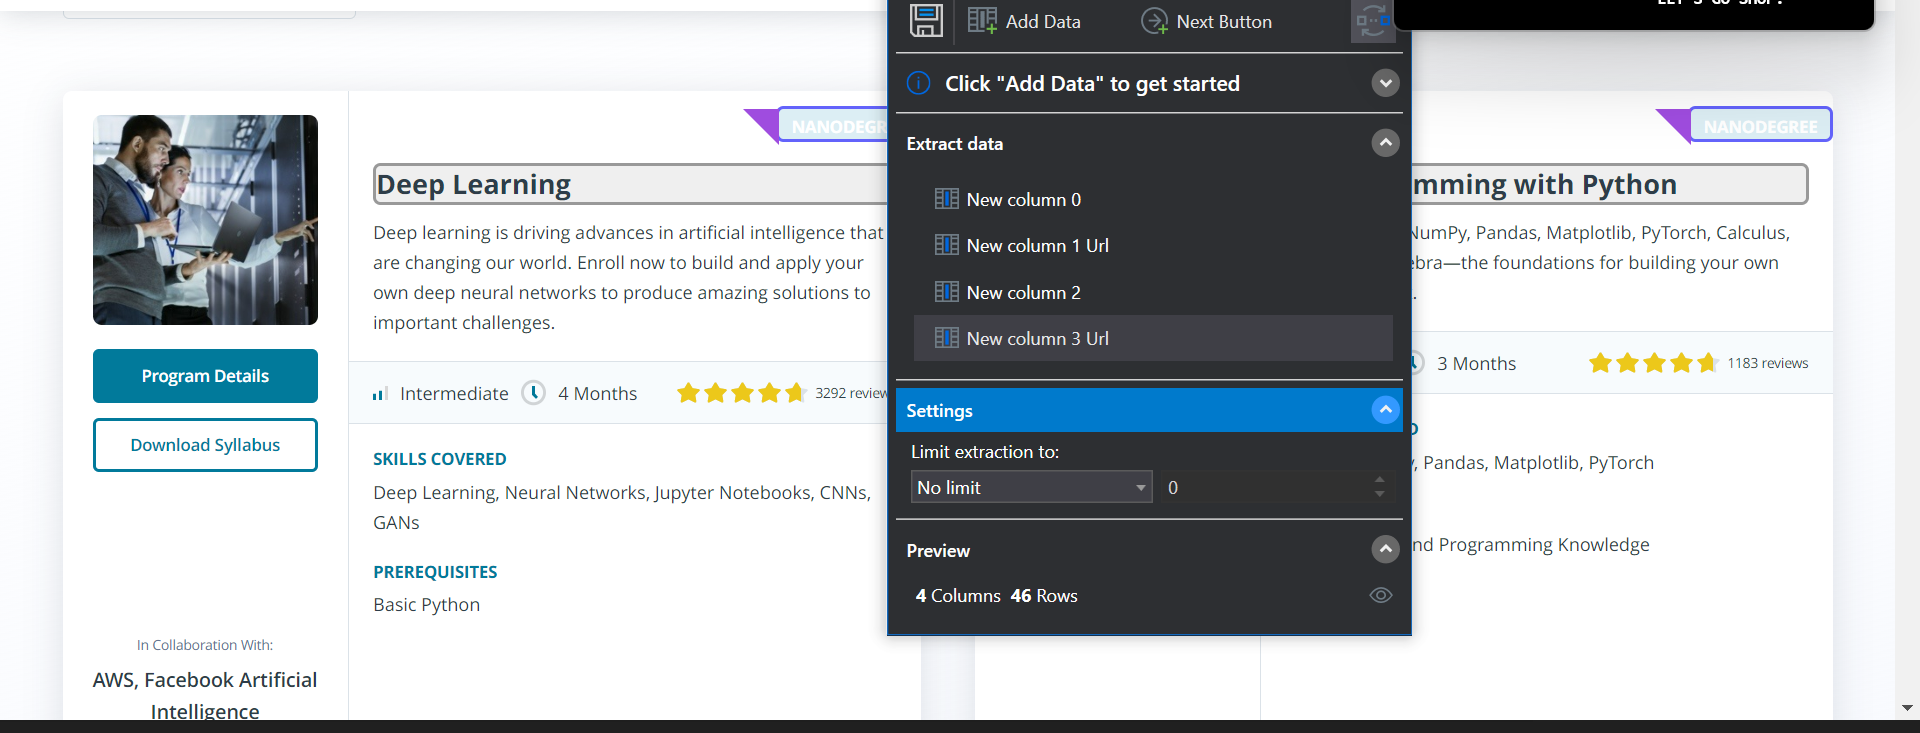 Add Data
Next Button
Click "Add Data" to get started
Extract data
New column 0
New column 1 Url
New column 2
New column 3 Url
Settings
Limit extraction to:
No limit
0
Preview
4 Columns 46 Rows
Program Details
Download Syllabus
In Collaboration With:
AWS, Facebook Artificial
Intelligence
NANODEGR
Deep Learning
Deep learning is driving advances in artificial intelligence that
are changing our world. Enroll now to build and apply your
own deep neural networks to produce amazing solutions to
important challenges.
Intermediate
4 Months
3292 review
SKILLS COVERED
Deep Learning, Neural Networks, Jupyter Notebooks, CNNs,
GANs
PREREQUISITES
Basic Python
NANODEGREE
mming with Python
NumPy, Pandas, Matplotlib, PyTorch, Calculus,
ebra—the foundations for building your own
.
3 Months
1183 reviews
D
, Pandas, Matplotlib, PyTorch
nd Programming Knowledge